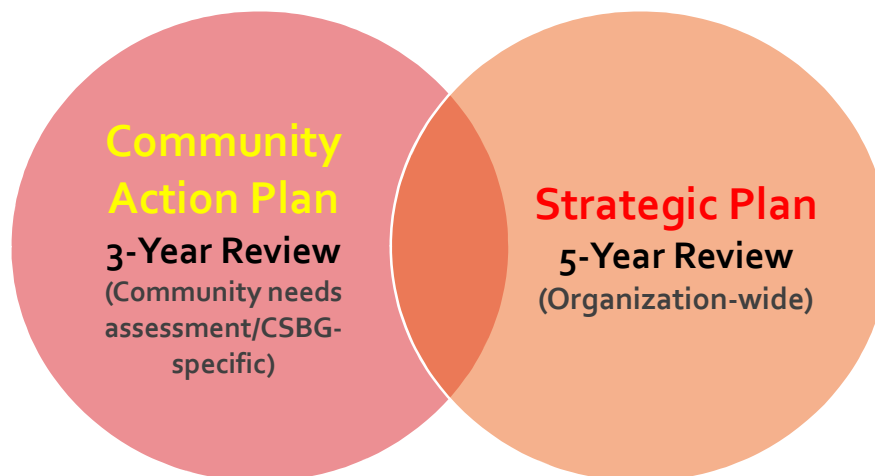 Community
Action Plan
3-Year Review
(Community needs
assessment/CSBG-
specific)
Strategic Plan
5-Year Review
(Organization-wide)